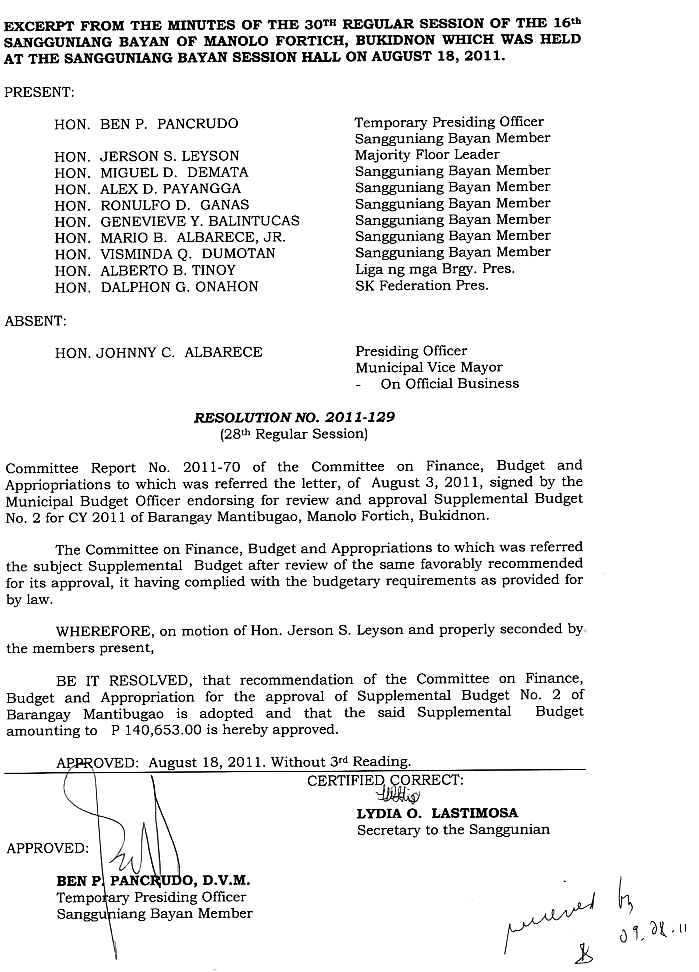 EXCERPT FROM THE MINUTES OF THE 30TH REGULAR SESSION OF THE 16th
SANGGUNIANG BAYAN OF MANOLO FORTICH, BUKIDNON WHICH WAS HELD
AT THE SANGGUNIANG BAYAN SESSION HALL ON AUGUST 18, 2011.
PRESENT:
HON. BEN P. PANCRUDO Temporary Presiding Officer
Sangguniang Bayan Member
HON. JERSON S. LEYSON Majority Floor Leader
HON. MIGUEL D. DEMATA Sangguniang Bayan Member
HON. ALEX D. PAYANGGA Sangguniang Bayan Member
HON. RONULFO D. GANAS Sangguniang Bayan Member
HON. GENEVIEVE Y. BALINTUCAS Sangguniang Bayan Member
HON. MARIO B. ALBARECE, JR. Sangguniang Bayan Member
HON. VISMINDA Q. DUMOTAN Sangguniang Bayan Member
HON. ALBERTO B. TINOY Liga ng mga Brgy. Pres.
HON. DALPHON G. ONAHON SK Federation Pres.
ABSENT:
HON. JOHNNY C. ALBARECE Presiding Officer
Municipal Vice Mayor
- On Official Business
RESOLUTION NO. 2011-129
(28th Regular Session)
Committee Report No. 2011-70 of the Committee on Finance, Budget and
Appriopriations to which was referred the letter, of August 3, 2011, signed by the
Municipal Budget Officer endorsing for review and approval Supplemental Budget
No. 2 for CY 2011 of Barangay Mantibugao, Manolo Fortich, Bukidnon.
The Committee on Finance, Budget and Appropriations to which was referred
the subject Supplemental Budget after review of the same favorably recommended
for its approval, it having complied with the budgetary requirements as provided for
by law.
WHEREFORE, on motion of Hon. Jerson S. Leyson and properly seconded by
the members present,
BE IT RESOLVED, that recommendation of the Committee on Finance,
Budget and Appropriation for the approval of Supplemental Budget No. 2 of
Barangay Mantibugao is adopted and that the said Supplemental Budget
amounting to P 140,653.00 is hereby approved.
APPROVED: August 18, 2011. Without 3rd Reading.
CERTIFIED CORRECT:
LYDIA O. LASTIMOSA
Secretary to the Sanggunian
APPROVED:
BEN P. PANCRUDO, D.V.M.
Temporary Presiding Officer
Sangguniang Bayan Member
by